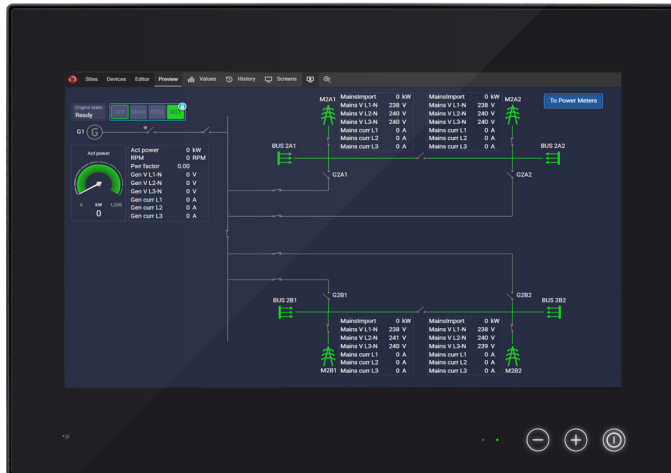 Sites Devices Editor Preview Values History Screens
Engine state
Ready
OFF MAN SEM AUT
G1 G
Act power
0 kW 1,200
0
Act power 0 kW
RPM 0 RPM
Pwr factor 0.00
Gen V L1-N 0 V
Gen V L2-N 0 V
Gen V L3-N 0 V
Gen curr L1 0 A
Gen curr L2 0 A
Gen curr L3 0 A
M2A1
MainsImport 0 kW
Mains V L1-N 238 V
Mains V L2-N 240 V
Mains V L3-N 240 V
Mains curr L1 0 A
Mains curr L2 0 A
Mains curr L3 0 A
MainsImport 0 kW
Mains V L1-N 238 V
Mains V L2-N 240 V
Mains V L3-N 240 V
Mains curr L1 0 A
Mains curr L2 0 A
Mains curr L3 0 A
M2A2
To Power Meters
BUS 2A1
BUS 2A2
G2A1
G2A2
G2B1
G2B2
BUS 2B1
BUS 2B2
MainsImport 0 kW
Mains V L1-N 238 V
Mains V L2-N 241 V
Mains V L3-N 240 V
Mains curr L1 0 A
Mains curr L2 0 A
Mains curr L3 0 A
M2B1
MainsImport 0 kW
Mains V L1-N 238 V
Mains V L2-N 240 V
Mains V L3-N 239 V
Mains curr L1 0 A
Mains curr L2 0 A
Mains curr L3 0 A
M2B2